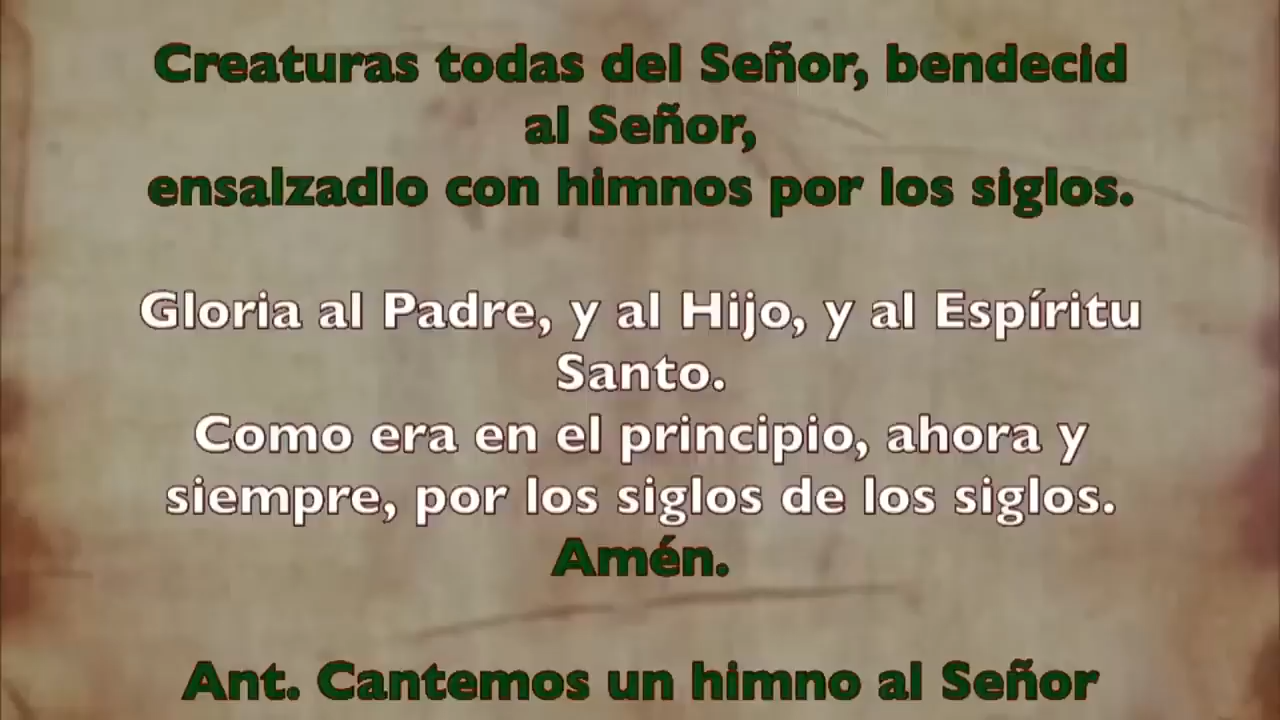 Creaturas todas del Señor, bendecid
al Señor,
ensalzadlo con himnos por los siglos.
Gloria al Padre, y al Hijo, y al Espíritu
Santo.
Como era en el principio, ahora y
siempre, por los siglos de los siglos.
Amén.
Ant. Cantemos un himno al Señor